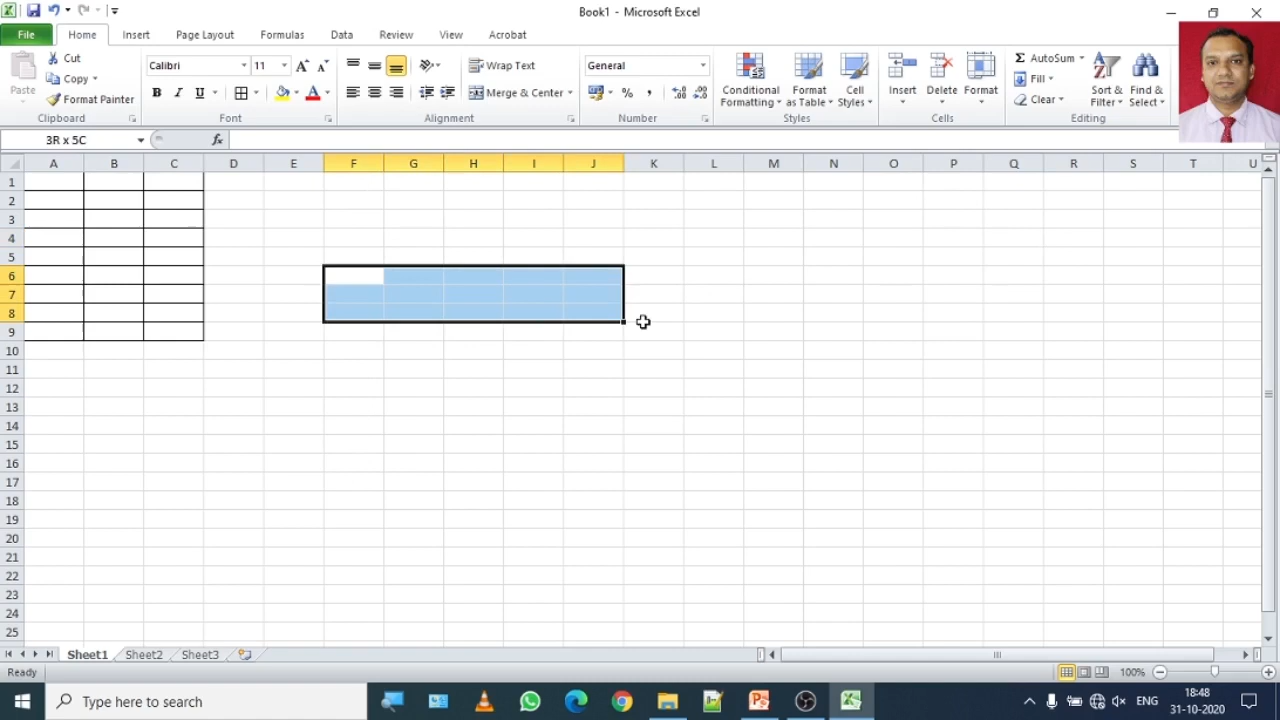 Book1 - Microsoft Excel
File Home Insert Page Layout Formulas Data Review View Acrobat
Paste
Cut
Copy
Format Painter
Clipboard
Calibri 11
B I U
Font
Wrap Text
Merge & Center
Alignment
General
% ,
Number
Conditional Formatting
Format as Table
Cell Styles
Styles
Insert Delete Format
Cells
Σ AutoSum
Fill
Clear
Sort & Filter
Find & Select
Editing
3R x 5C fx
A B C D E F G H I J K L M N O P Q R S T U
1
2
3
4
5
6
7
8
9
10
11
12
13
14
15
16
17
18
19
20
21
22
23
24
25
Sheet1 Sheet2 Sheet3
Ready 100%
Type here to search
ENG
18:48
31-10-2020